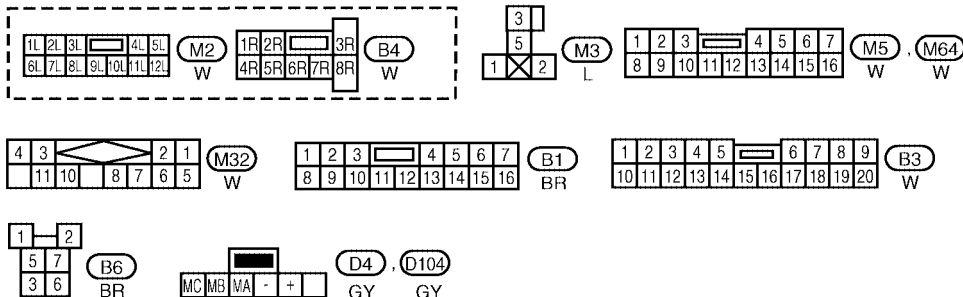 1L 2L 3L 4L 5L
6L 7L 8L 9L 10L 11L 12L
M2
W
1R 2R 3R
4R 5R 6R 7R 8R
B4
W
3
5
1 2
M3
L
1 2 3 4 5 6 7
8 9 10 11 12 13 14 15 16
M5 , M64
W W
4 3 2 1
11 10 8 7 6 5
M32
W
1 2 3 4 5 6 7
8 9 10 11 12 13 14 15 16
B1
BR
1 2 3 4 5 6 7 8 9
10 11 12 13 14 15 16 17 18 19 20
B3
W
1 2
5 7
3 6
B6
BR
MC MB MA - +
D4 , D104
GY GY